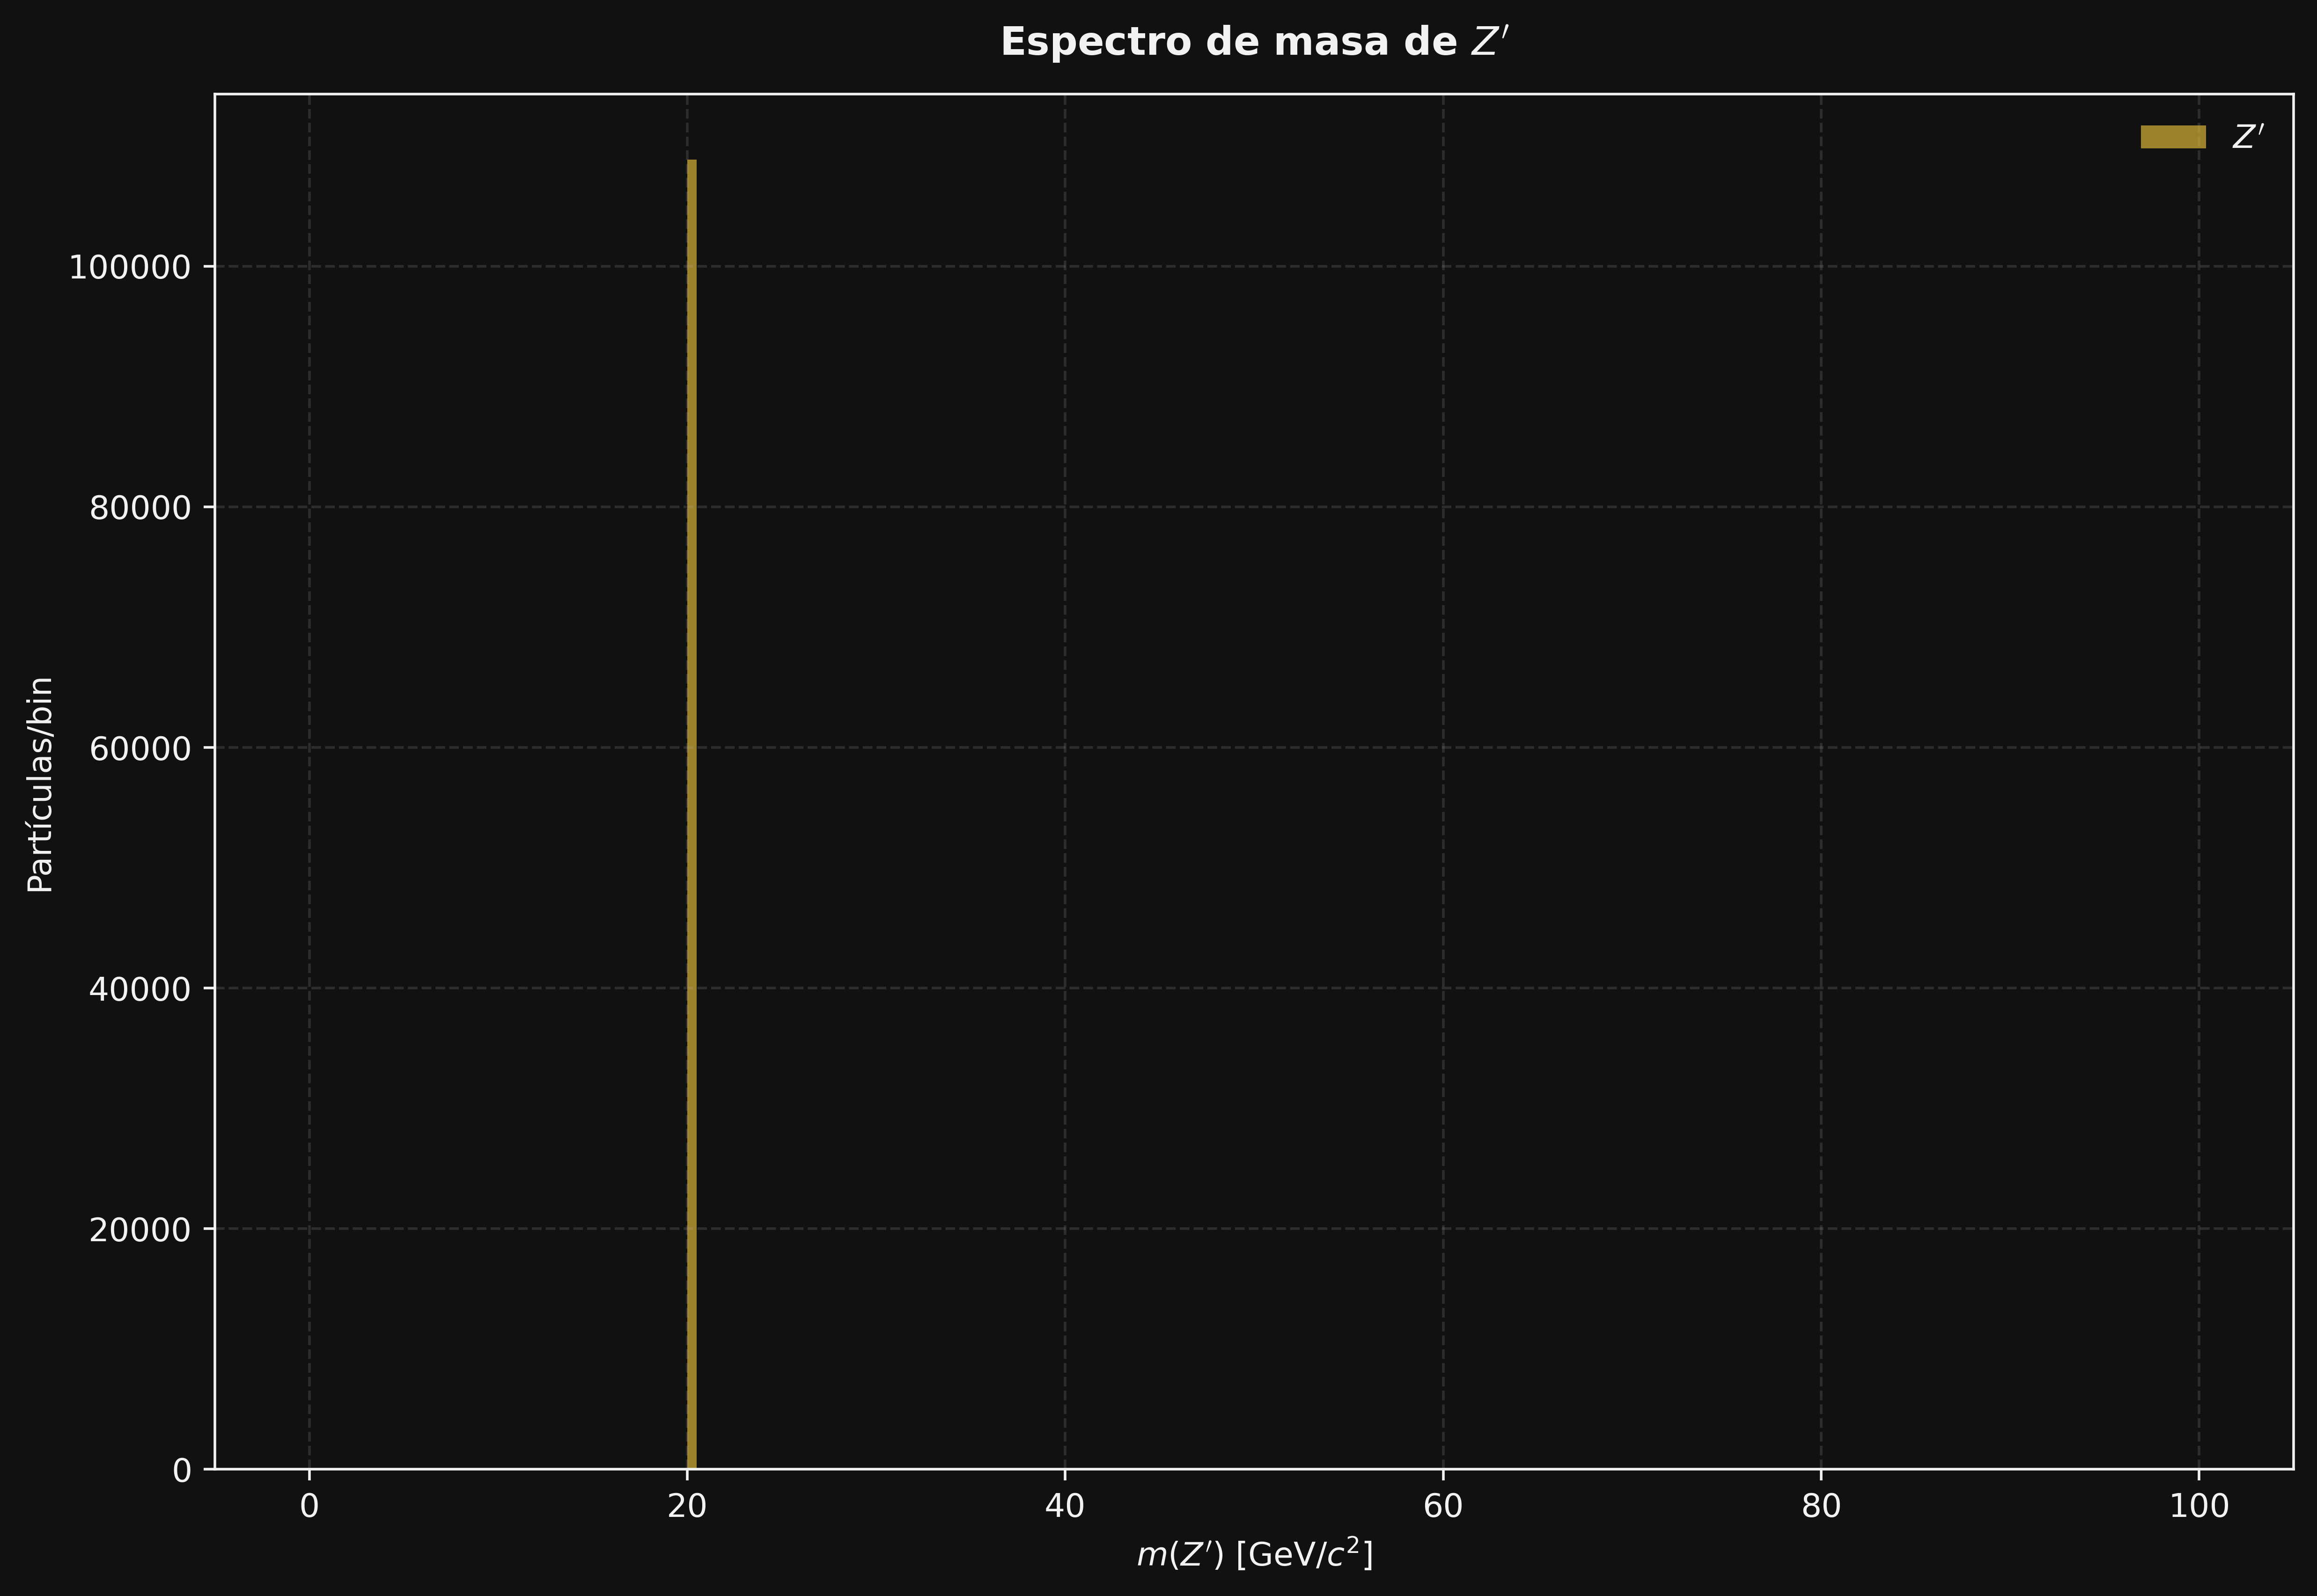 Espectro de masa de Z′
Z′
100000
80000
60000
40000
20000
0
Partículas/bin
0 20 40 60 80 100
m(Z′) [GeV/c²]